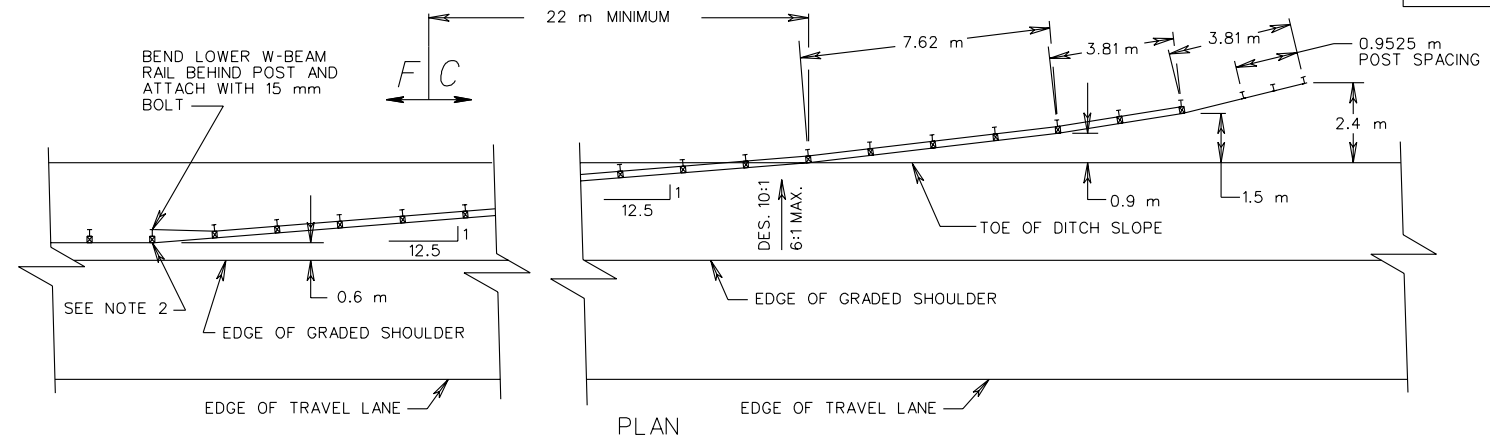 22 m MINIMUM
7.62 m
3.81 m
3.81 m
0.9525 m
POST SPACING
BEND LOWER W-BEAM
RAIL BEHIND POST AND
ATTACH WITH 15 mm
BOLT
F C
2.4 m
1
12.5
1
12.5
DES. 10:1
6:1 MAX.
0.9 m
1.5 m
TOE OF DITCH SLOPE
SEE NOTE 2
0.6 m
EDGE OF GRADED SHOULDER
EDGE OF GRADED SHOULDER
EDGE OF TRAVEL LANE
EDGE OF TRAVEL LANE
PLAN